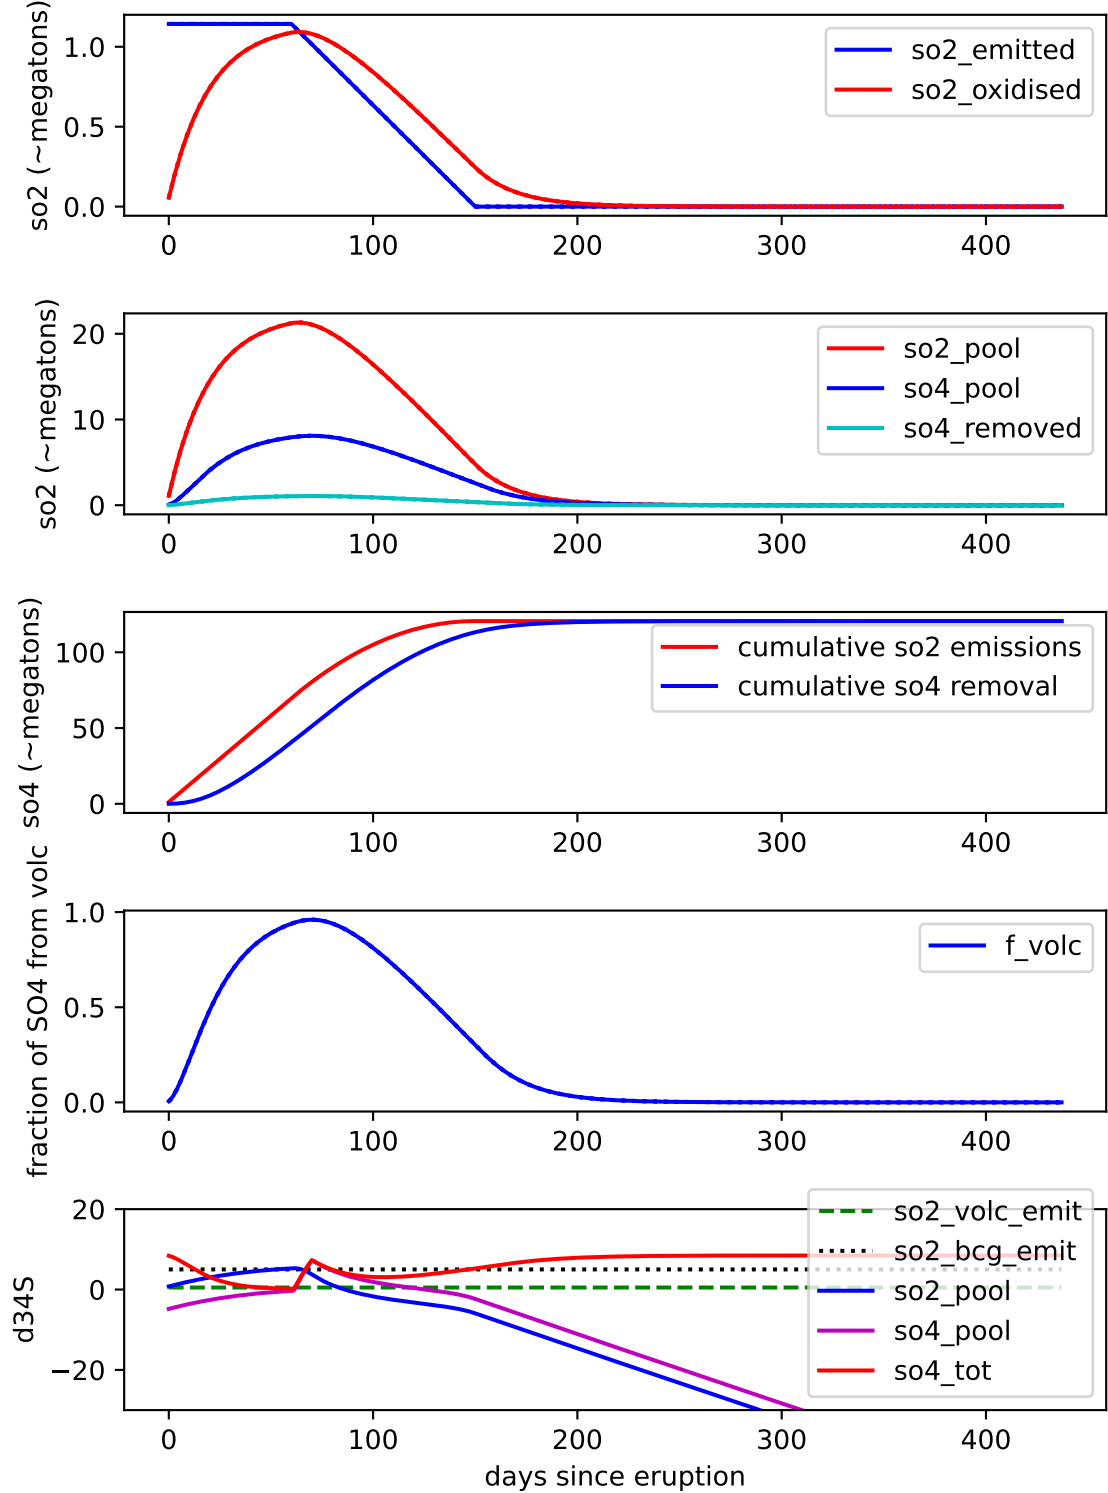 so2 (~megatons)
1.0
0.5
0.0
so2_emitted
so2_oxidised
0 100 200 300 400
so2 (~megatons)
20
10
0
so2_pool
so4_pool
so4_removed
0 100 200 300 400
so4 (~megatons)
100
50
0
cumulative so2 emissions
cumulative so4 removal
0 100 200 300 400
fraction of SO4 from volc
1.0
0.5
0.0
f_volc
0 100 200 300 400
d34S
20
0
−20
so2_volc_emit
so2_bcg_emit
so2_pool
so4_pool
so4_tot
0 100 200 300 400
days since eruption